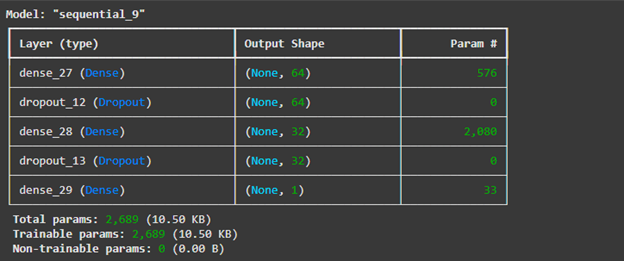 Model: "sequential_9"
Layer (type) Output Shape Param #
dense_27 (Dense) (None, 64) 576
dropout_12 (Dropout) (None, 64) 0
dense_28 (Dense) (None, 32) 2,080
dropout_13 (Dropout) (None, 32) 0
dense_29 (Dense) (None, 1) 33
Total params: 2,689 (10.50 KB)
Trainable params: 2,689 (10.50 KB)
Non-trainable params: 0 (0.00 B)